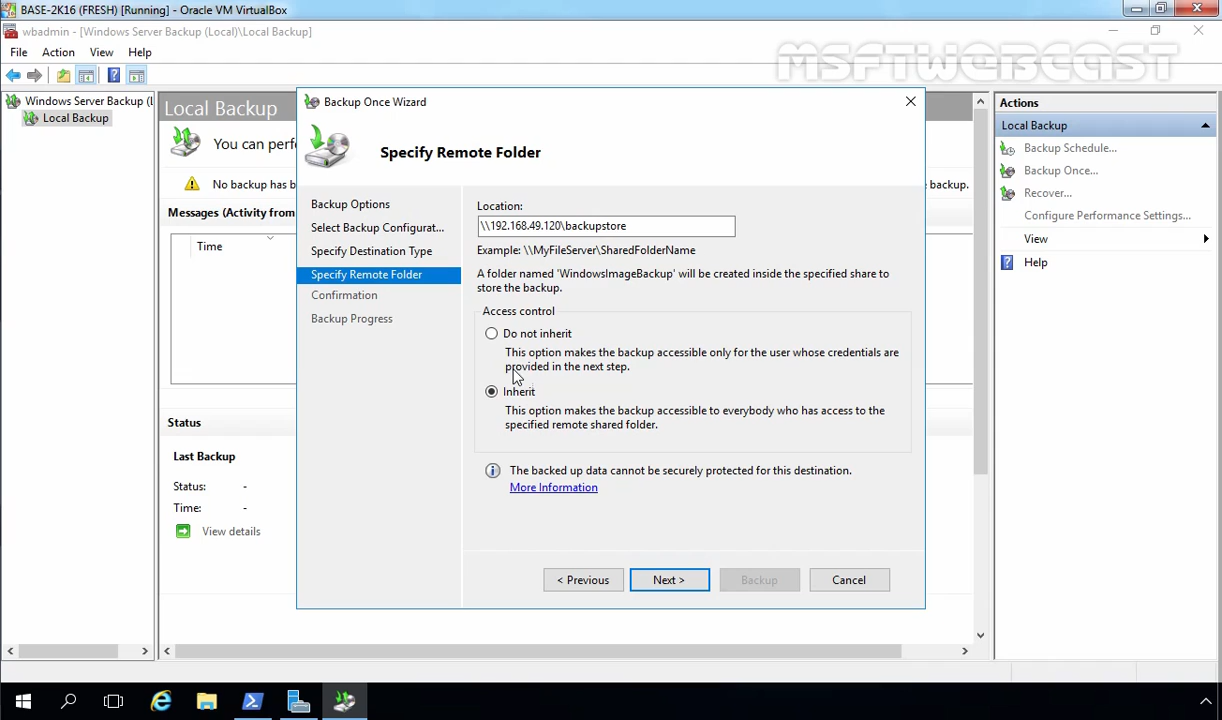 BASE-2K16 (FRESH) [Running] - Oracle VM VirtualBox
wbadmin - [Windows Server Backup (Local)\Local Backup]
MSFTWEBCAST
File Action View Help
Windows Server Backup (L
Local Backup
Local Backup
You can perfo
No backup has b
e backup.
Messages (Activity from
Time
Status
Last Backup
Status: -
Time: -
View details
Backup Once Wizard
Specify Remote Folder
Backup Options
Select Backup Configurat...
Specify Destination Type
Specify Remote Folder
Confirmation
Backup Progress
Location:
\\192.168.49.120\backupstore
Example: \\MyFileServer\SharedFolderName
A folder named 'WindowsImageBackup' will be created inside the specified share to
store the backup.
Access control
Do not inherit
This option makes the backup accessible only for the user whose credentials are
provided in the next step.
Inherit
This option makes the backup accessible to everybody who has access to the
specified remote shared folder.
The backed up data cannot be securely protected for this destination.
More Information
< Previous
Next >
Backup
Cancel
Actions
Local Backup
Backup Schedule...
Backup Once...
Recover...
Configure Performance Settings...
View
Help